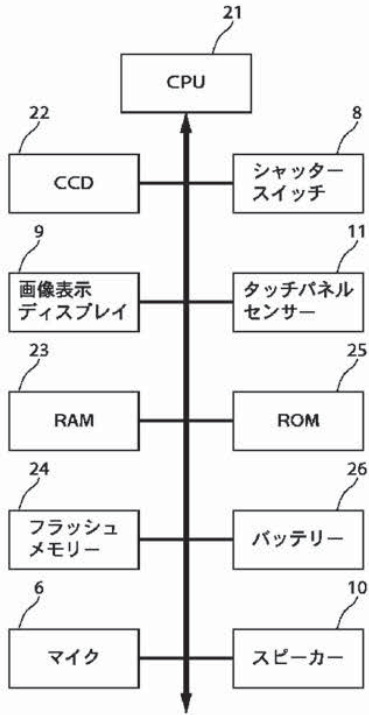 21
CPU
22
8
CCD
シャッター
スイッチ
9
11
画像表示
ディスプレイ
タッチパネル
センサー
23
25
RAM
ROM
24
26
フラッシュ
メモリー
バッテリー
6
10
マイク
スピーカー